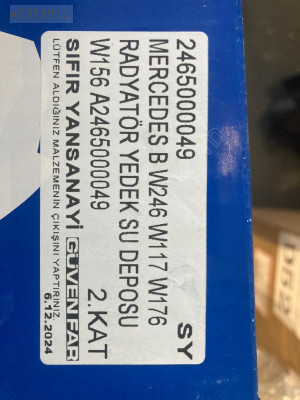 2465000049 SY
MERCEDES B W246 W117 W176
RADYATÖR YEDEK SU DEPOSU
W156 A2465000049 2. KAT
SIFIR YANSANAYİ GÜVENFAR
LÜTFEN ALDIĞINIZ MALZEMENİN ÇIKIŞINI YAPTIRINIZ. 6.12.2024